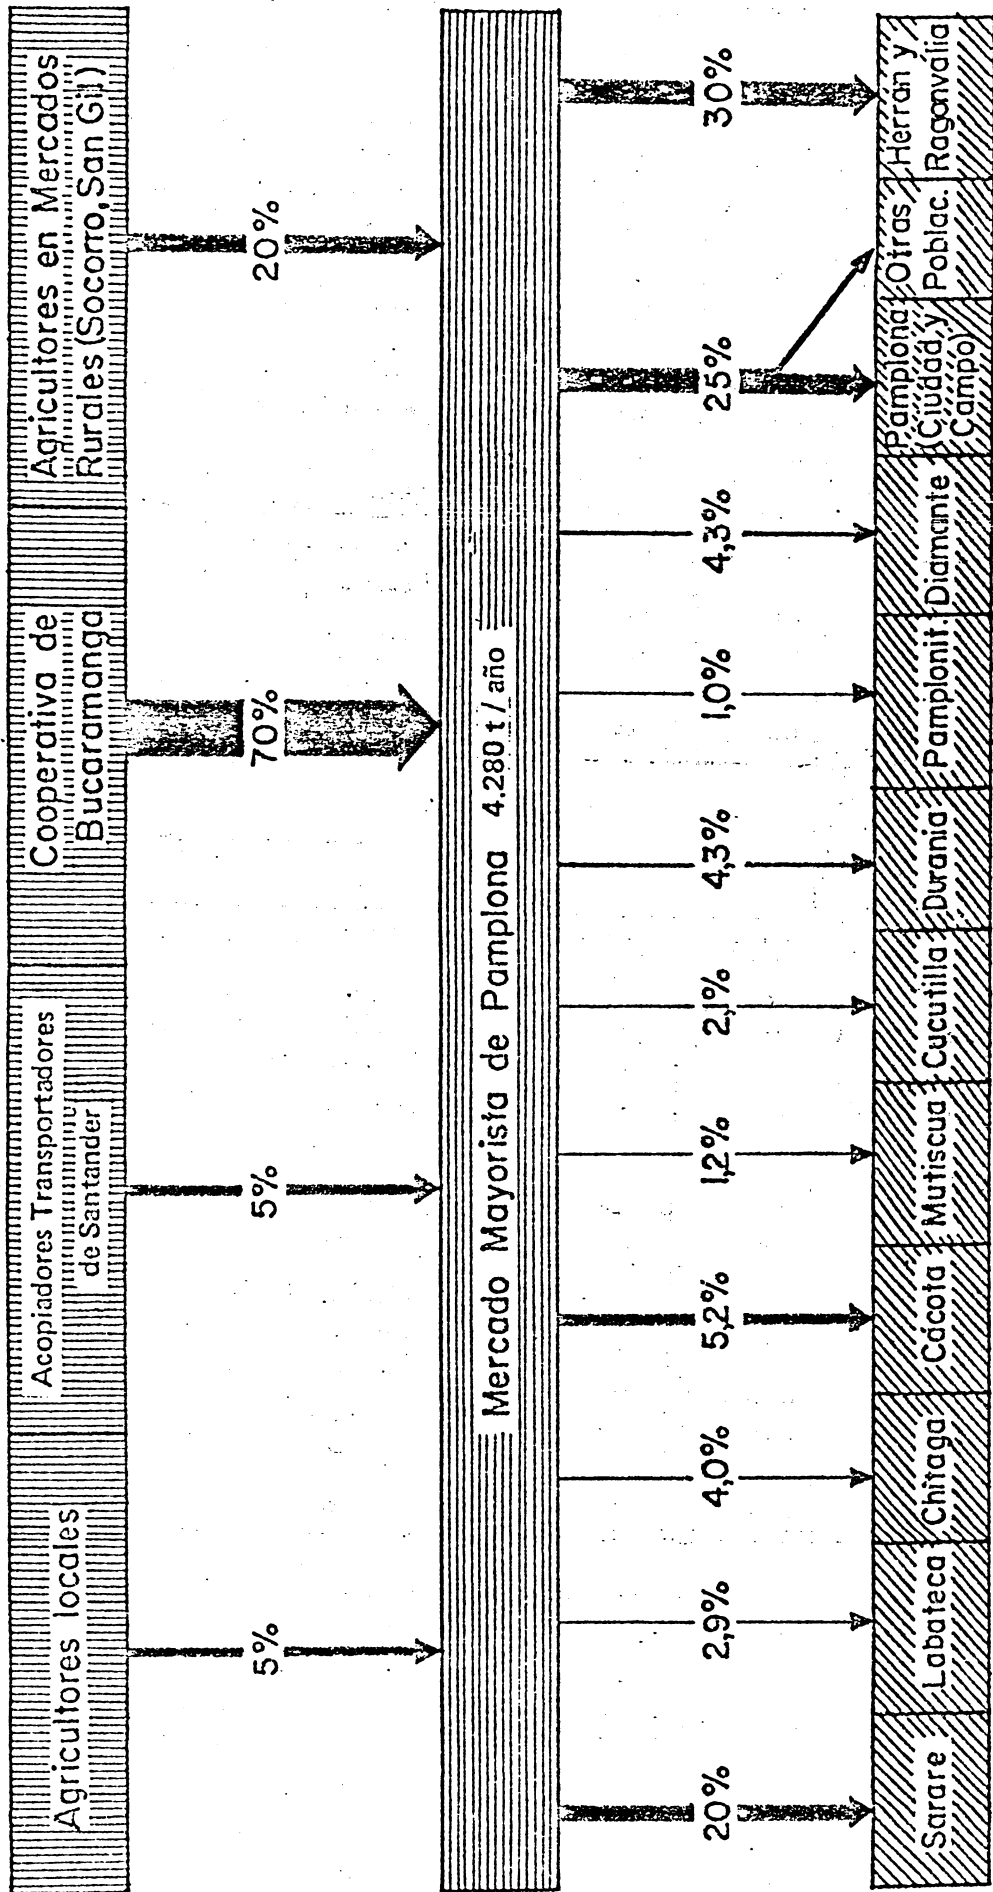 Agricultores locales
Acopiadores Transportadores
de Santander
Cooperativa de
Bucaramanga
Agricultores en Mercados
Rurales (Socorro, San Gil)
5%
5%
70%
20%
Mercado Mayorista de Pamplona 4.280 t / año
20%
2,9%
4,0%
5,2%
1,2%
2,1%
4,3%
1,0%
4,3%
25%
30%
Sarare
Labateca
Chitaga
Cácota
Mutiscua
Cucutilla
Durania
Pamplonit.
Diamante
Pamplona
(Ciudad y
Campo)
Otras
Poblac.
Herrán y
Ragonvalia